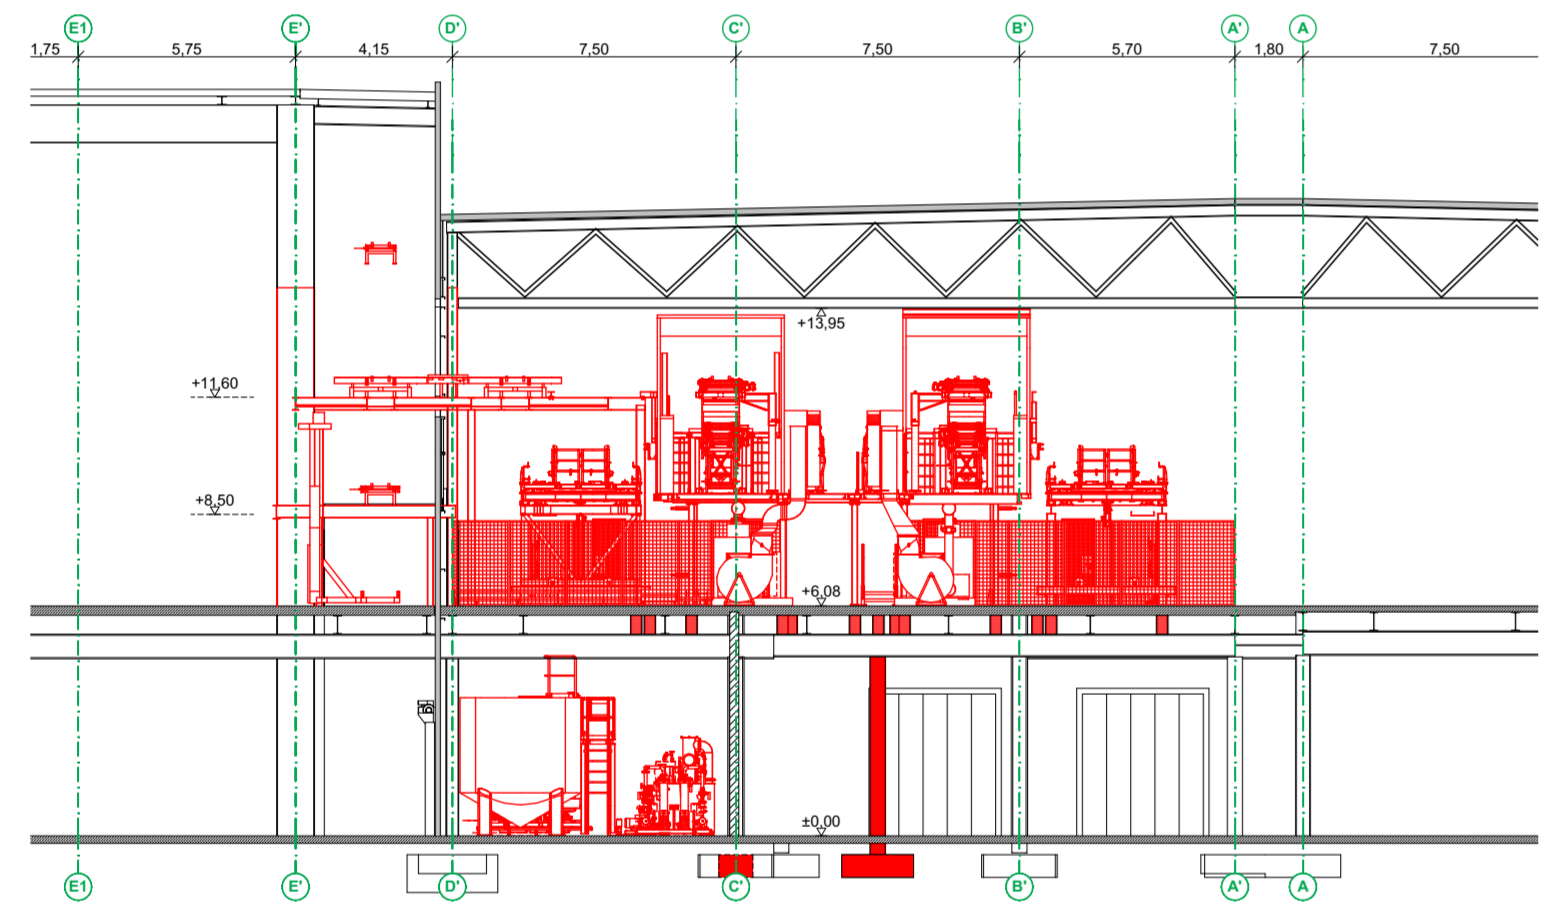 E1 E' D' C' B' A' A
1,75 5,75 4,15 7,50 7,50 5,70 1,80 7,50
+13,95
+11,60
+8,50
+6,08
±0,00
E1 E' D' C' B' A' A